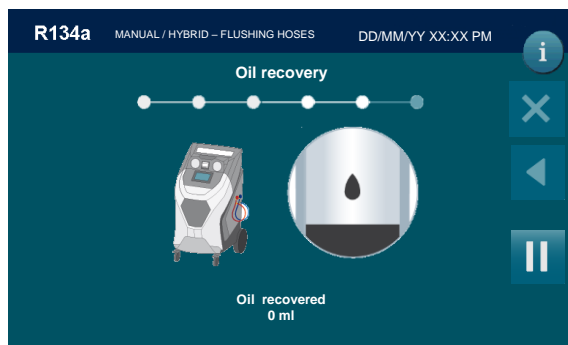 R134a MANUAL / HYBRID – FLUSHING HOSES DD/MM/YY XX:XX PM
i
Oil recovery
Oil recovered
0 ml